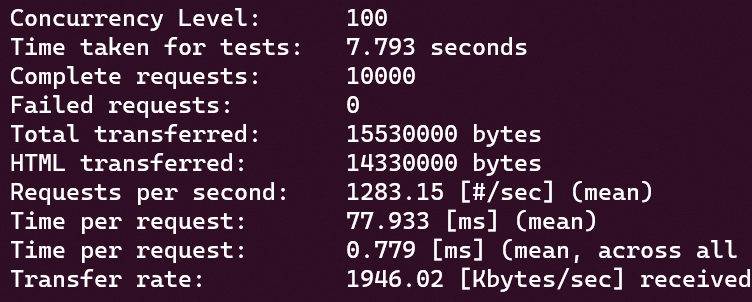 Concurrency Level:      100
Time taken for tests:   7.793 seconds
Complete requests:      10000
Failed requests:        0
Total transferred:      15530000 bytes
HTML transferred:       14330000 bytes
Requests per second:    1283.15 [#/sec] (mean)
Time per request:       77.933 [ms] (mean)
Time per request:       0.779 [ms] (mean, across all
Transfer rate:          1946.02 [Kbytes/sec] received